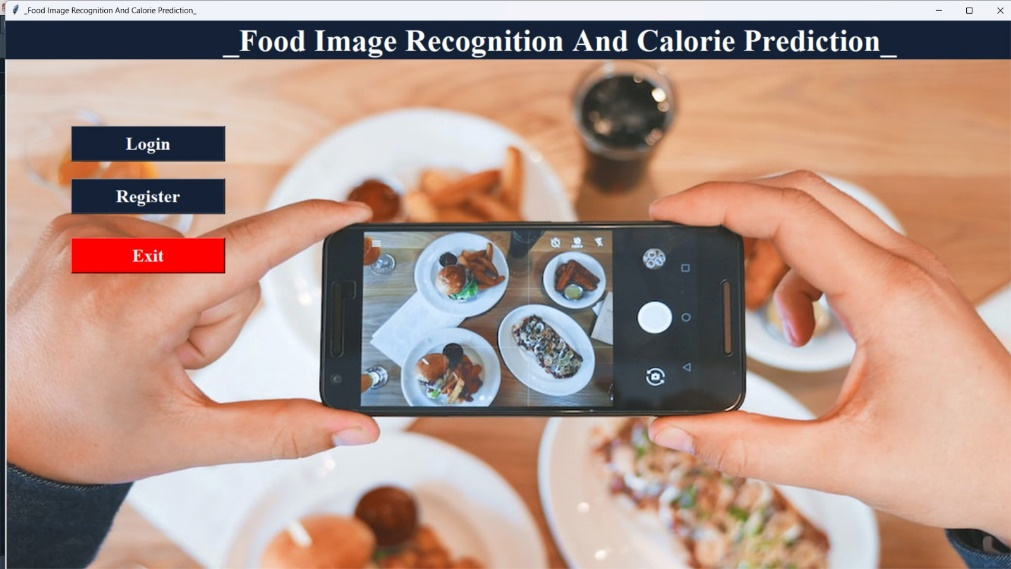 _Food Image Recognition And Calorie Prediction_
_Food Image Recognition And Calorie Prediction_
Login
Register
Exit